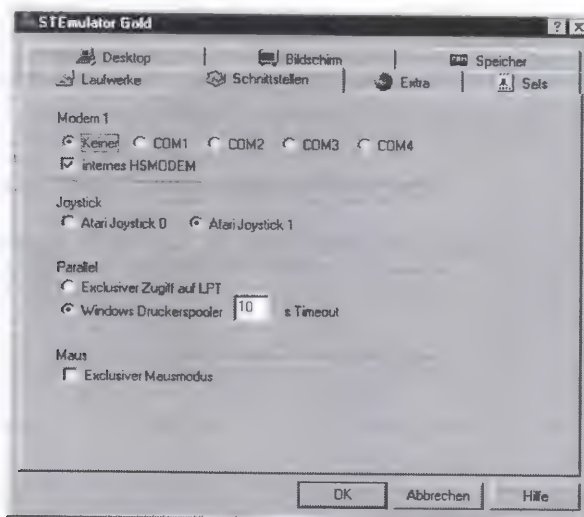 STEmulator Gold
Desktop Bildschirm Speicher
Laufwerke Schnittstellen Extra Sets
Modem 1
Keiner COM1 COM2 COM3 COM4
internes HSMODEM
Joystick
Atari Joystick 0 Atari Joystick 1
Parallel
Exclusiver Zugiff auf LPT
Windows Druckerspooler 10 s Timeout
Maus
Exclusiver Mausmodus
OK Abbrechen Hilfe